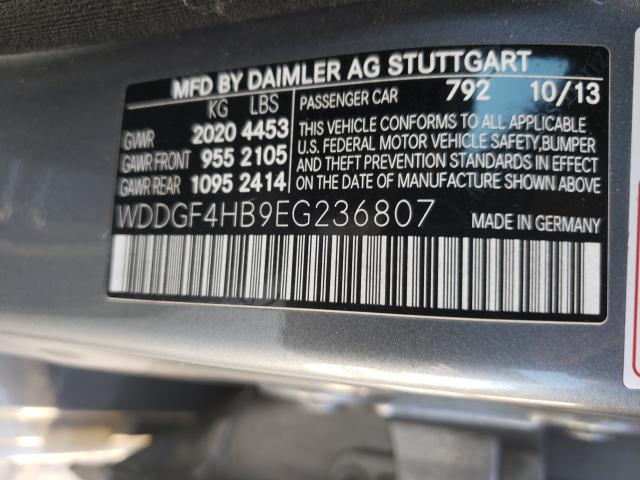 MFD BY DAIMLER AG STUTTGART
KG LBS
GVWR 2020 4453
GAWR FRONT 955 2105
GAWR REAR 1095 2414
PASSENGER CAR 792 10/13
THIS VEHICLE CONFORMS TO ALL APPLICABLE
U.S. FEDERAL MOTOR VEHICLE SAFETY,BUMPER
AND THEFT PREVENTION STANDARDS IN EFFECT
ON THE DATE OF MANUFACTURE SHOWN ABOVE
WDDGF4HB9EG236807 MADE IN GERMANY